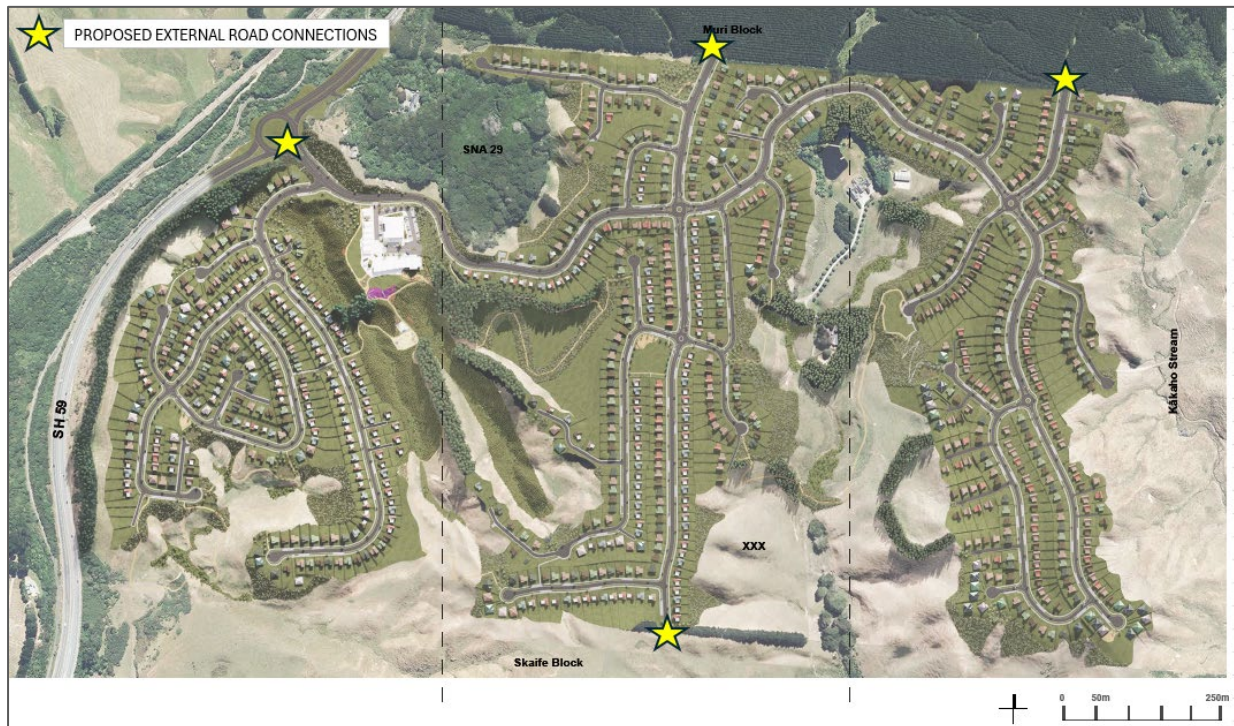 PROPOSED EXTERNAL ROAD CONNECTIONS
Muri Block
SNA 29
SH 59
Kākaho Stream
XXX
Skaife Block
0 50m 250m